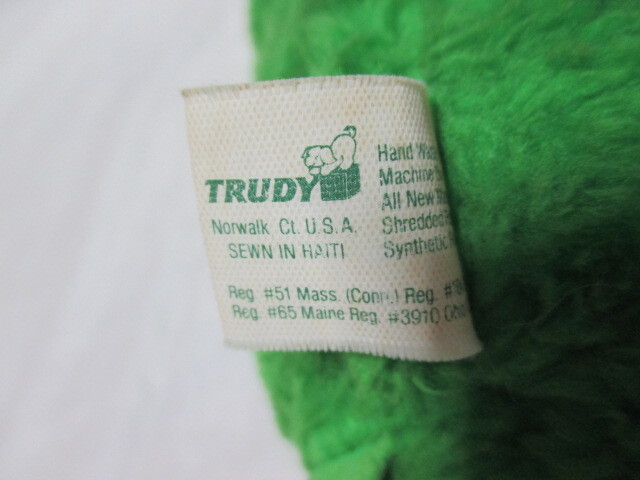 TRUDY
Norwalk, Ct. U.S.A.
SEWN IN HAITI
Hand
Machine
All New
Shredded
Synthetic
Reg #51 Mass. (Conn.) Reg.
Reg. #65 Maine Reg. #3910 Ohio